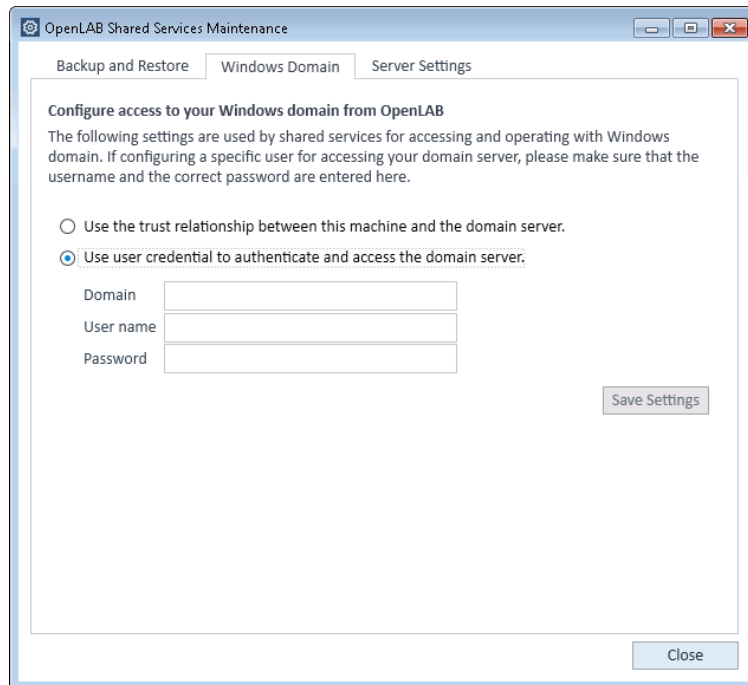 OpenLAB Shared Services Maintenance
Backup and Restore
Windows Domain
Server Settings
Configure access to your Windows domain from OpenLAB
The following settings are used by shared services for accessing and operating with Windows
domain. If configuring a specific user for accessing your domain server, please make sure that the
username and the correct password are entered here.
Use the trust relationship between this machine and the domain server.
Use user credential to authenticate and access the domain server.
Domain
User name
Password
Save Settings
Close